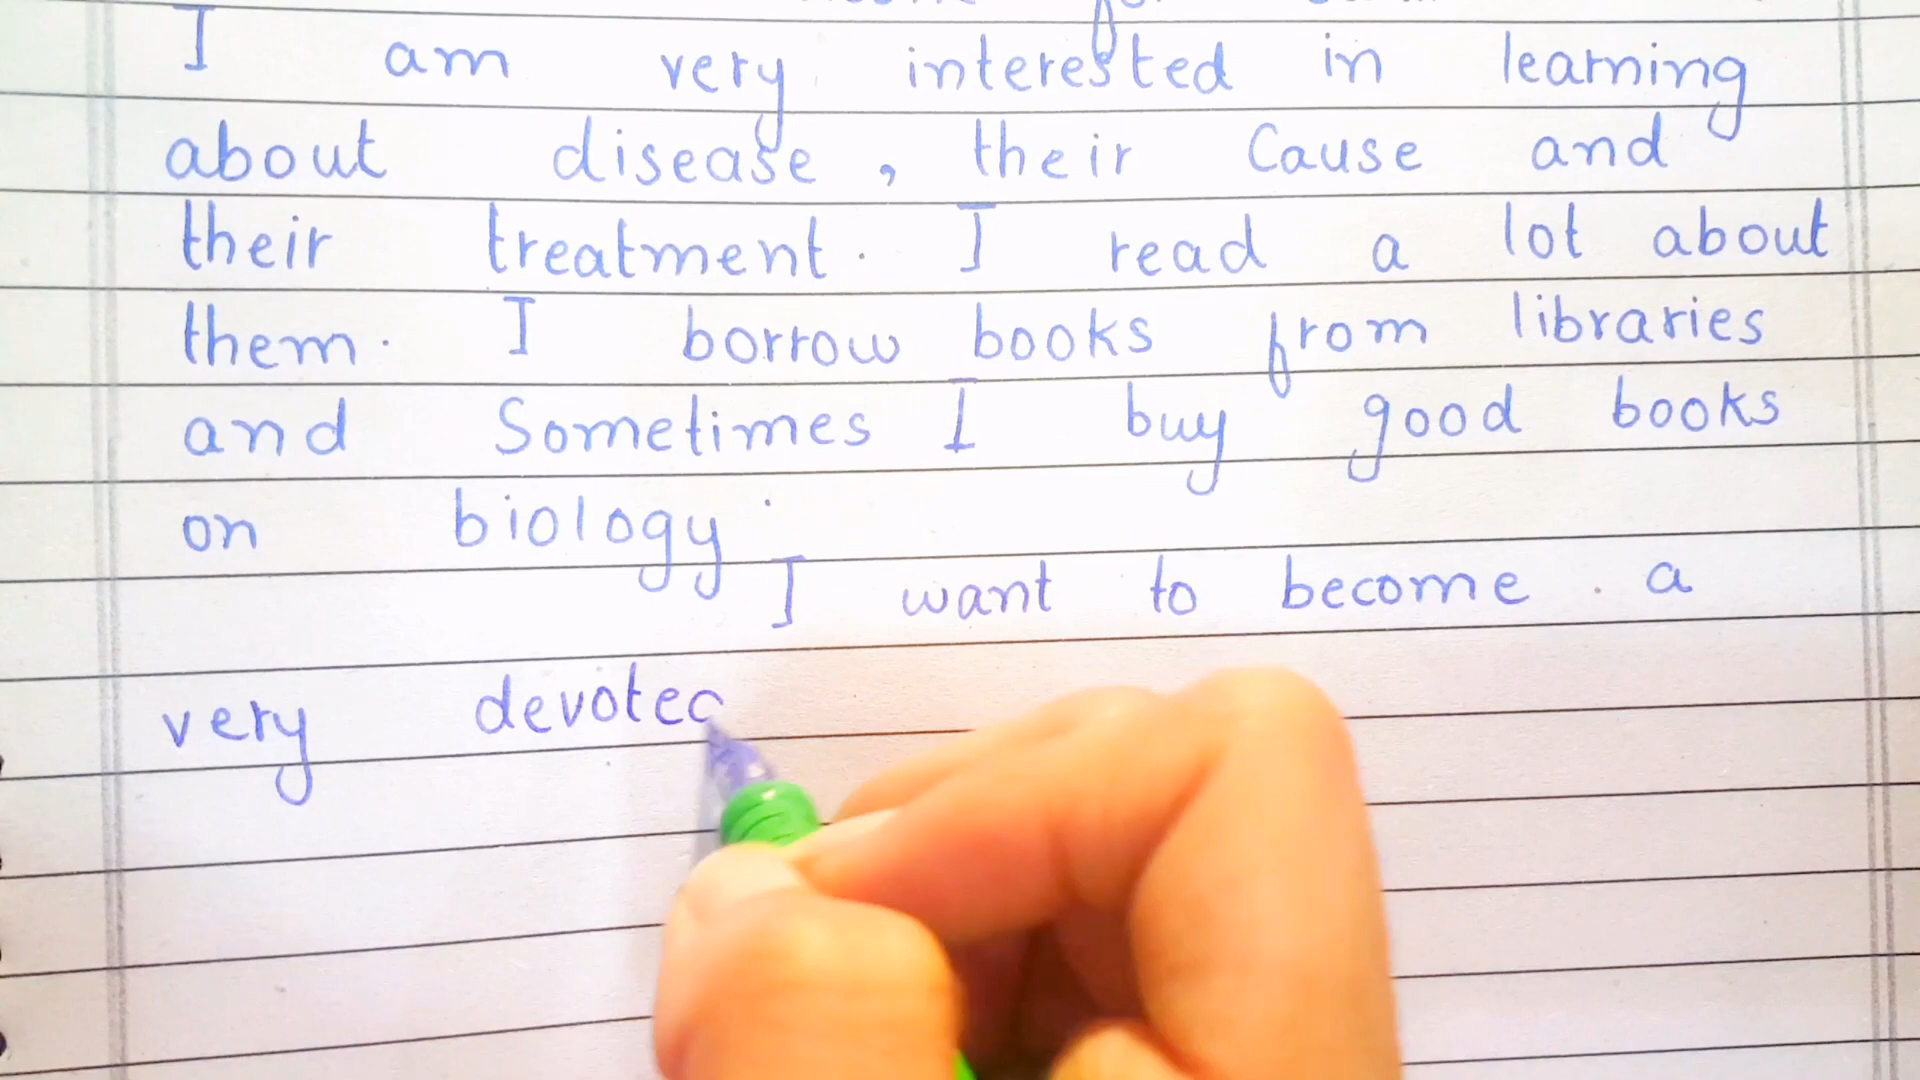 I am very interested in learning
about disease, their Cause and
their treatment. I read a lot about
them. I borrow books from libraries
and Sometimes I buy good books
on biology.
I want to become a
very